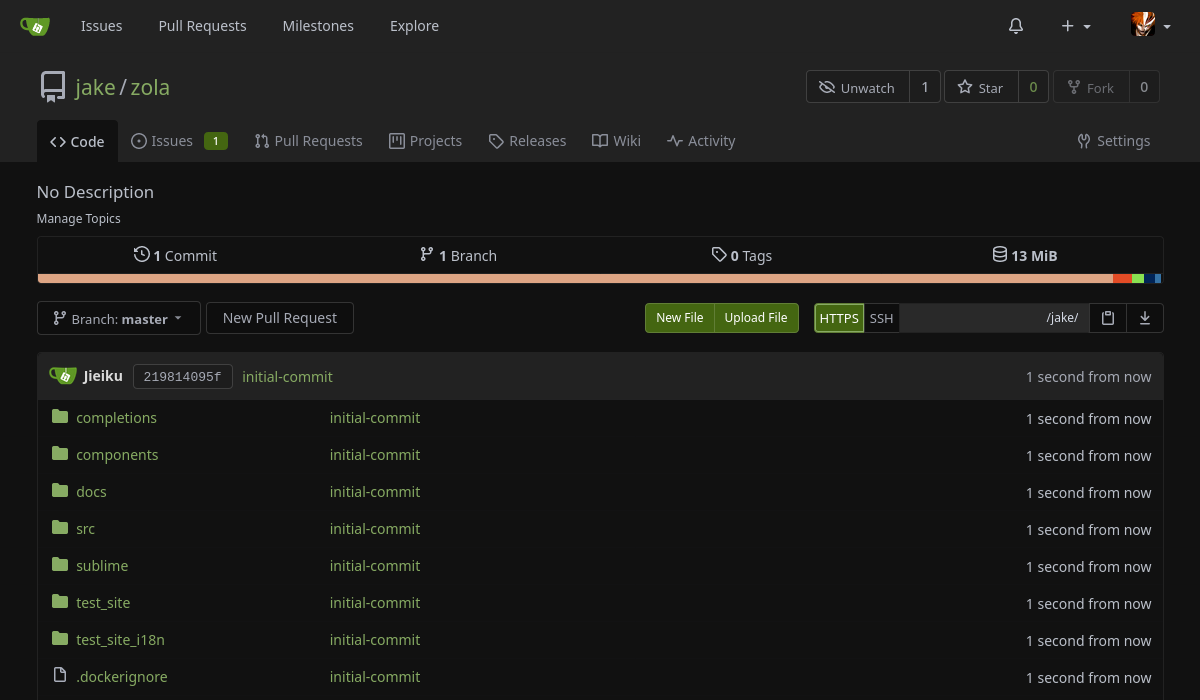 Issues Pull Requests Milestones Explore
jake / zola Unwatch 1 Star 0 Fork 0
Code Issues 1 Pull Requests Projects Releases Wiki Activity Settings
No Description
Manage Topics
1 Commit 1 Branch 0 Tags 13 MiB
Branch: master New Pull Request New File Upload File HTTPS SSH /jake/
Jieiku 219814095f initial-commit 1 second from now
completions initial-commit 1 second from now
components initial-commit 1 second from now
docs initial-commit 1 second from now
src initial-commit 1 second from now
sublime initial-commit 1 second from now
test_site initial-commit 1 second from now
test_site_i18n initial-commit 1 second from now
.dockerignore initial-commit 1 second from now